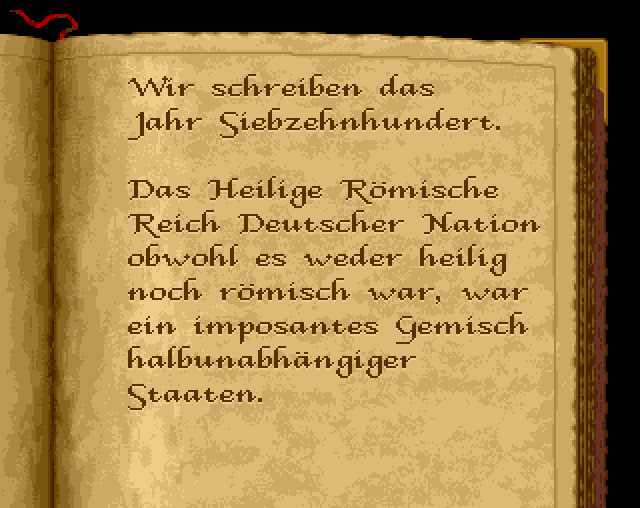 Wir schreiben das
Jahr Siebzehnhundert.
Das Heilige Römische
Reich Deutscher Nation
obwohl es weder heilig
noch römisch war, war
ein imposantes Gemisch
halbunabhängiger
Staaten.